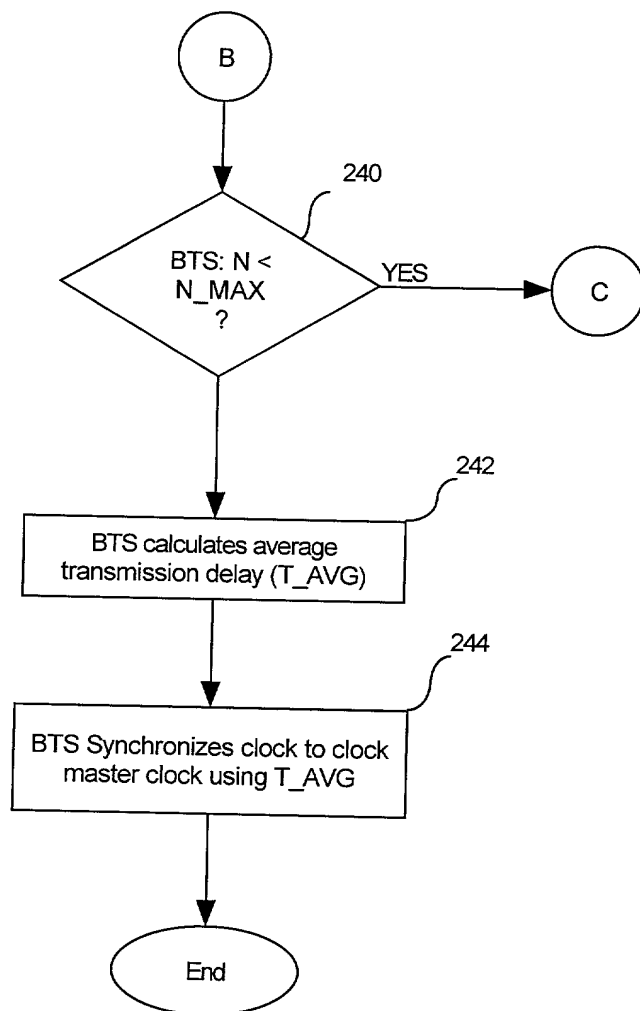 B
240
BTS: N <
N_MAX
?
YES
C
242
BTS calculates average
transmission delay (T_AVG)
244
BTS Synchronizes clock to clock
master clock using T_AVG
End